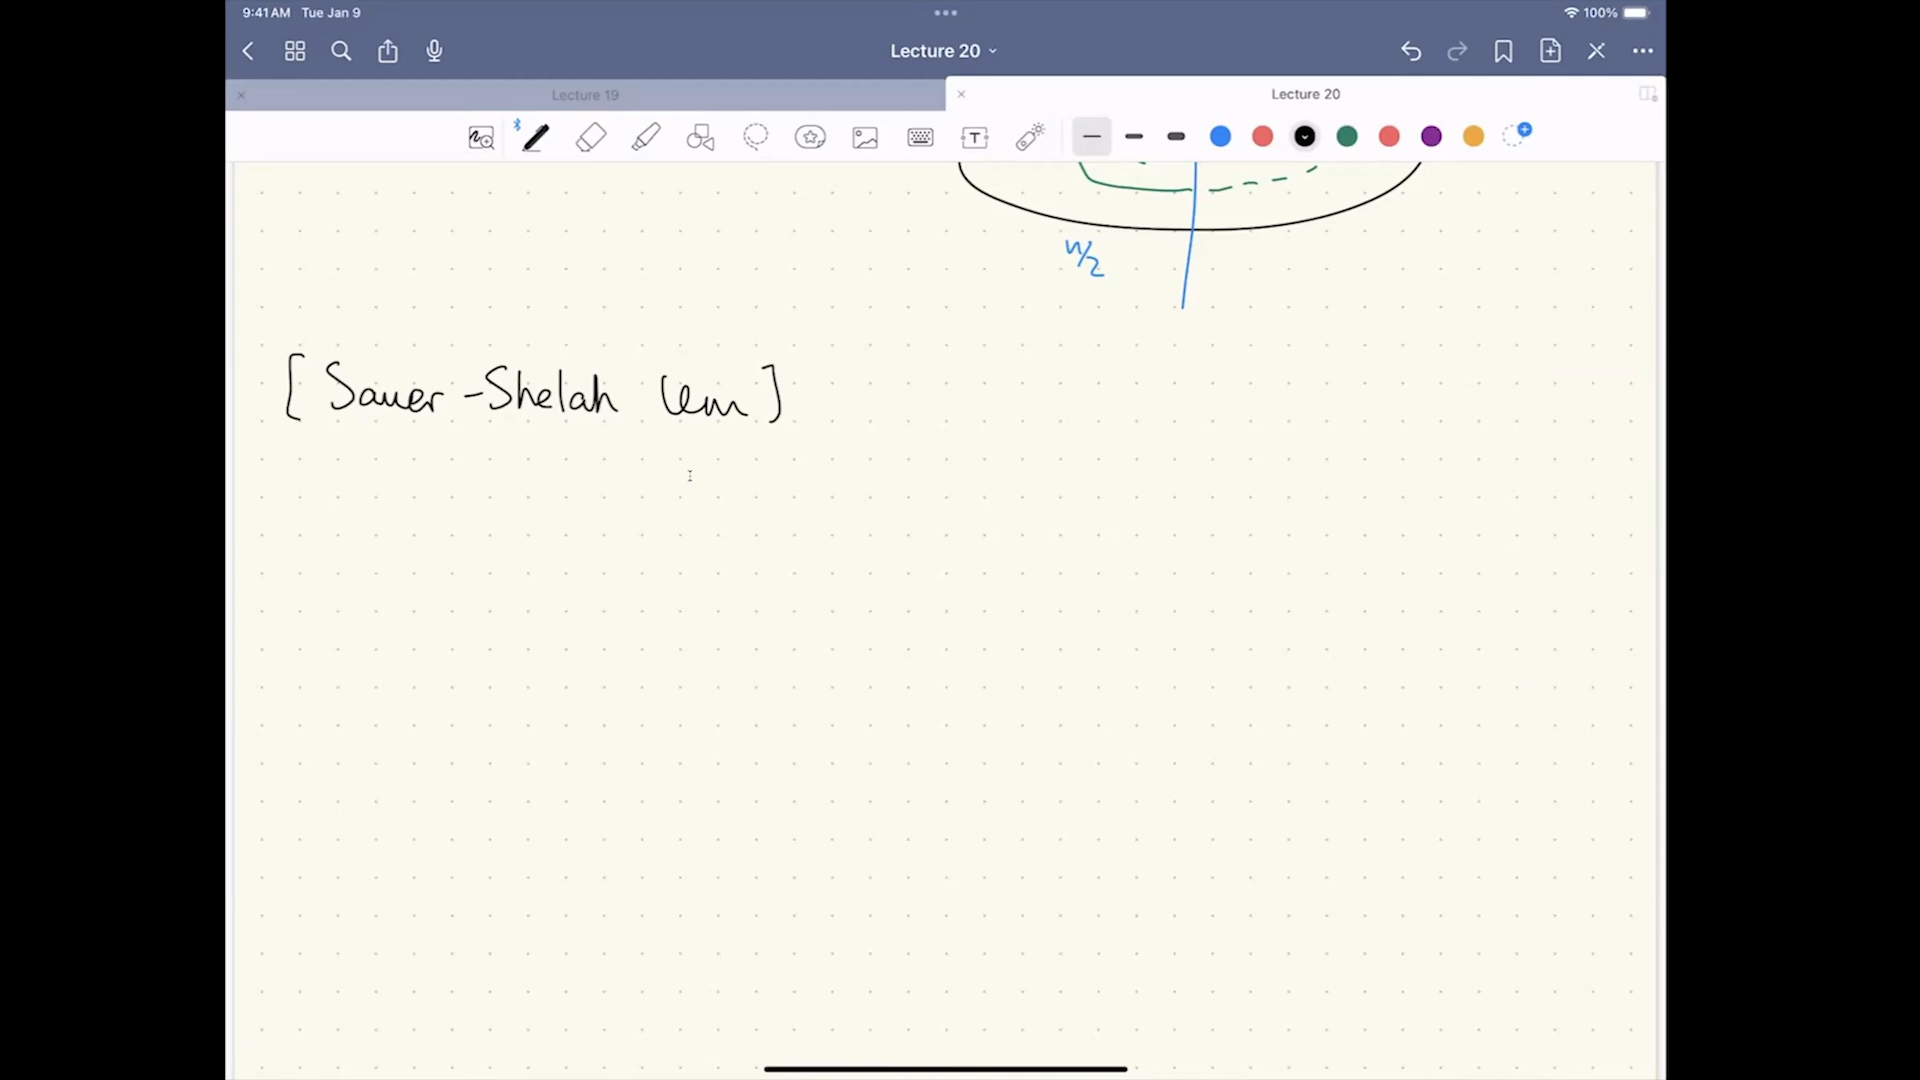 9:41 AM Tue Jan 9
100%
Lecture 20
Lecture 19
Lecture 20
T
n/2
[ Sauer-Shelah Lem ]